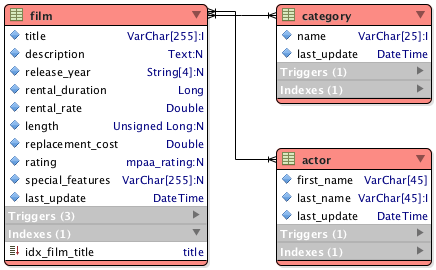 film
title VarChar[255]:I
description Text:N
release_year String[4]:N
rental_duration Long
rental_rate Double
length Unsigned Long:N
replacement_cost Double
rating mpaa_rating:N
special_features VarChar[255]:N
last_update DateTime
Triggers (3)
Indexes (1)
idx_film_title title
category
name VarChar[25]:I
last_update DateTime
Triggers (1)
Indexes (1)
actor
first_name VarChar[45]
last_name VarChar[45]:I
last_update DateTime
Triggers (1)
Indexes (1)